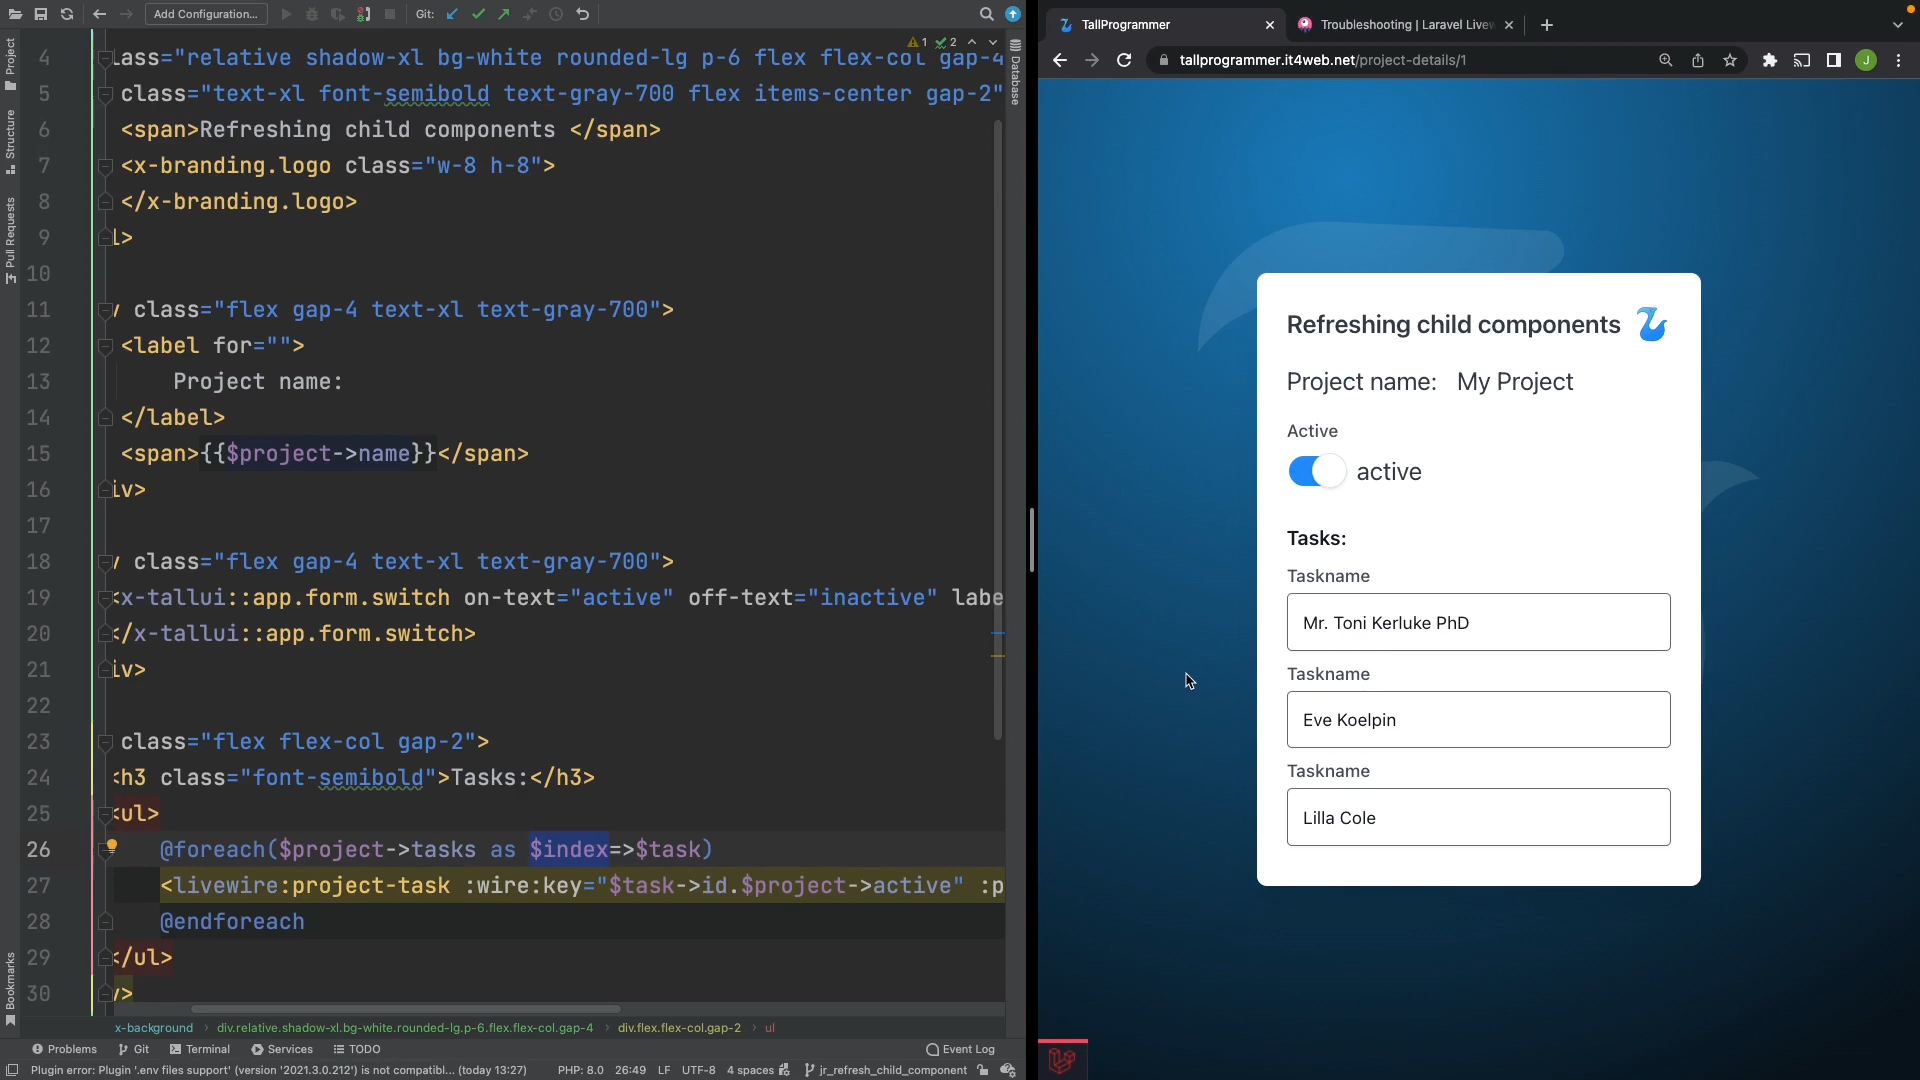 Add Configuration...
Git:
Project
Structure
Pull Requests
Bookmarks
Database
1 2
4 lass="relative shadow-xl bg-white rounded-lg p-6 flex flex-col gap-4
5 class="text-xl font-semibold text-gray-700 flex items-center gap-2"
6 <span>Refreshing child components </span>
7 <x-branding.logo class="w-8 h-8">
8 </x-branding.logo>
9 l>
10
11 / class="flex gap-4 text-xl text-gray-700">
12 <label for="">
13 Project name:
14 </label>
15 <span>{{$project->name}}</span>
16 iv>
17
18 / class="flex gap-4 text-xl text-gray-700">
19 <x-tallui::app.form.switch on-text="active" off-text="inactive" labe
20 </x-tallui::app.form.switch>
21 iv>
22
23 class="flex flex-col gap-2">
24 <h3 class="font-semibold">Tasks:</h3>
25 <ul>
26 @foreach($project->tasks as $index=>$task)
27 <livewire:project-task :wire:key="$task->id.$project->active" :p
28 @endforeach
29 </ul>
30 />
x-background › div.relative.shadow-xl.bg-white.rounded-lg.p-6.flex.flex-col.gap-4 › div.flex.flex-col.gap-2 › ul
Problems Git Terminal Services TODO Event Log
Plugin error: Plugin '.env files support' (version '2021.3.0.212') is not compatibl... (today 13:27) PHP: 8.0 26:49 LF UTF-8 4 spaces jr_refresh_child_component
TallProgrammer
Troubleshooting | Laravel Livew
tallprogrammer.it4web.net/project-details/1
J
Refreshing child components
Project name: My Project
Active
active
Tasks:
Taskname
Mr. Toni Kerluke PhD
Taskname
Eve Koelpin
Taskname
Lilla Cole